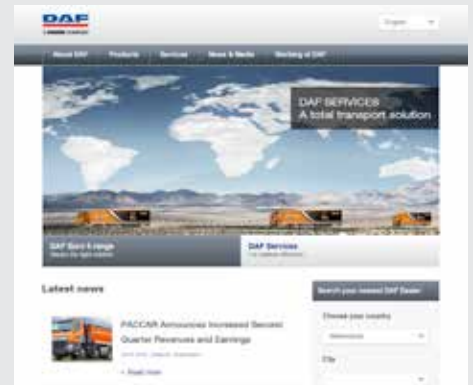 DAF
A PACCAR COMPANY
English
About DAF Products Services News & Media Working at DAF
DAF SERVICES
A total transport solution
DAF Euro 6 range
DAF Services
Latest news
Search your nearest DAF Dealer
Choose your country
PACCAR Announces Increased Second
Quarter Revenues and Earnings
City
Read more